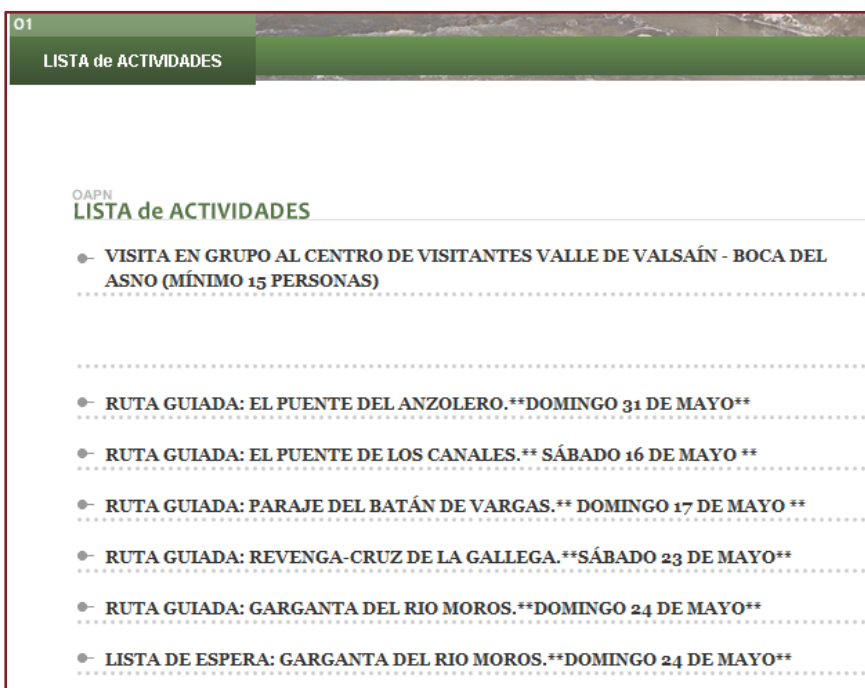 01
LISTA de ACTIVIDADES
OAPN
LISTA de ACTIVIDADES
VISITA EN GRUPO AL CENTRO DE VISITANTES VALLE DE VALSAÍN - BOCA DEL
ASNO (MÍNIMO 15 PERSONAS)
RUTA GUIADA: EL PUENTE DEL ANZOLERO.**DOMINGO 31 DE MAYO**
RUTA GUIADA: EL PUENTE DE LOS CANALES.** SÁBADO 16 DE MAYO **
RUTA GUIADA: PARAJE DEL BATÁN DE VARGAS.** DOMINGO 17 DE MAYO **
RUTA GUIADA: REVENGA-CRUZ DE LA GALLEGA.**SÁBADO 23 DE MAYO**
RUTA GUIADA: GARGANTA DEL RIO MOROS.**DOMINGO 24 DE MAYO**
LISTA DE ESPERA: GARGANTA DEL RIO MOROS.**DOMINGO 24 DE MAYO**